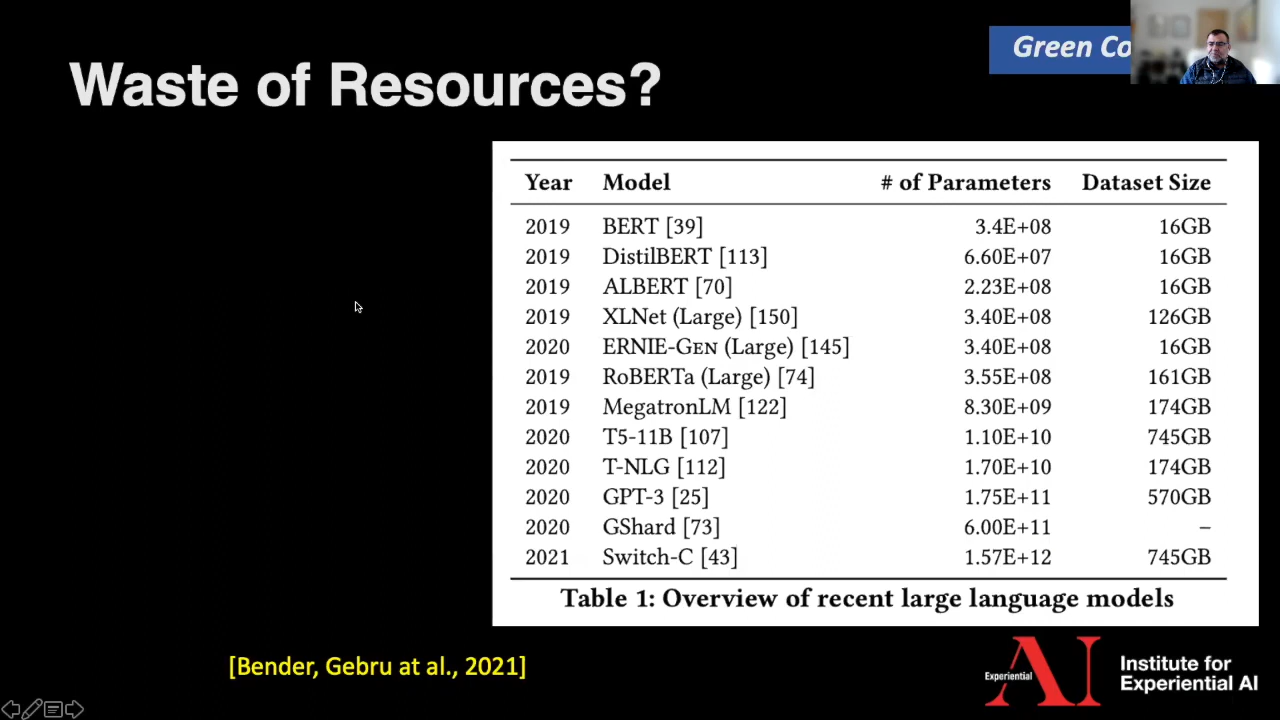 Waste of Resources?
Green Co
Year Model # of Parameters Dataset Size
2019 BERT [39] 3.4E+08 16GB
2019 DistilBERT [113] 6.60E+07 16GB
2019 ALBERT [70] 2.23E+08 16GB
2019 XLNet (Large) [150] 3.40E+08 126GB
2020 ERNIE-GEN (Large) [145] 3.40E+08 16GB
2019 RoBERTa (Large) [74] 3.55E+08 161GB
2019 MegatronLM [122] 8.30E+09 174GB
2020 T5-11B [107] 1.10E+10 745GB
2020 T-NLG [112] 1.70E+10 174GB
2020 GPT-3 [25] 1.75E+11 570GB
2020 GShard [73] 6.00E+11 –
2021 Switch-C [43] 1.57E+12 745GB
Table 1: Overview of recent large language models
[Bender, Gebru at al., 2021]
Experiential AI
Institute for
Experiential AI